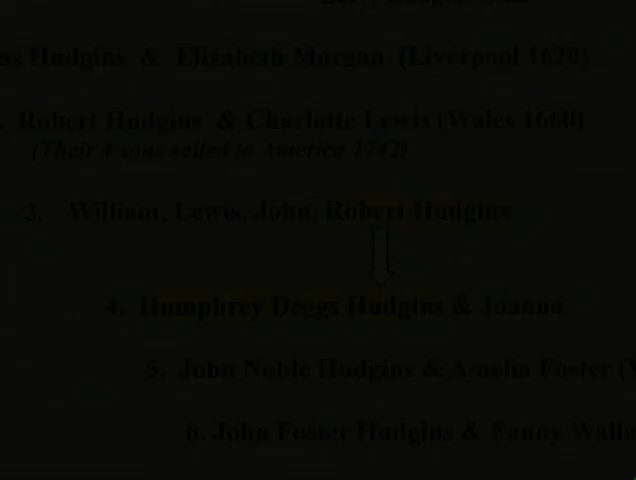 as Hudgins & Elizabeth Morgan (Liverpool 1620)
. Robert Hudgins & Charlotte Lewis (Wales 1660)
(Their 4 sons sailed to America 1742)
3. William, Lewis, John, Robert Hudgins
4. Humphrey Deggs Hudgins & Joanna
5. John Noble Hudgins & Amelia Foster (
6. John Foster Hudgins & Fanny Walla